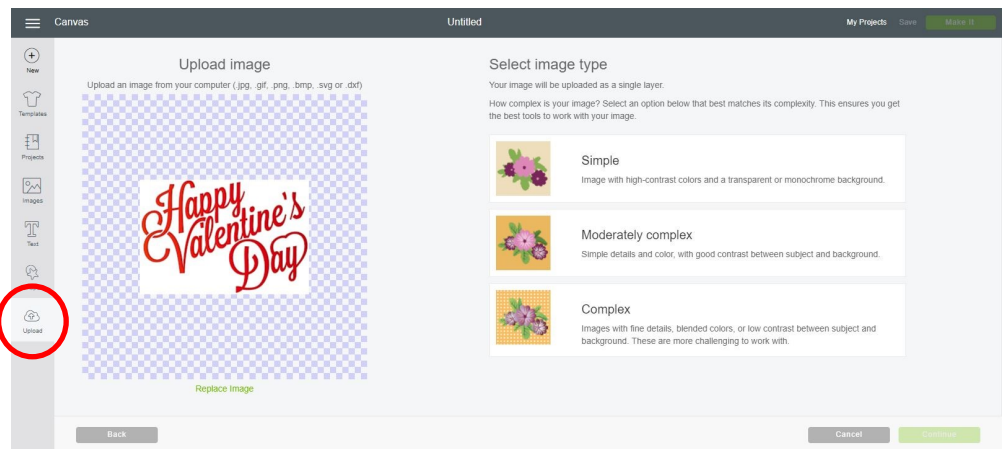 Canvas
Untitled
My Projects
Save
Make It
New
Templates
Projects
Images
Text
Upload
Upload image
Upload an image from your computer (.jpg, .gif, .png, .bmp, .svg or .dxf)
Happy
Valentine's
Day
Replace Image
Select image type
Your image will be uploaded as a single layer.
How complex is your image? Select an option below that best matches its complexity. This ensures you get
the best tools to work with your image.
Simple
Image with high-contrast colors and a transparent or monochrome background.
Moderately complex
Simple details and color, with good contrast between subject and background.
Complex
Images with fine details, blended colors, or low contrast between subject and
background. These are more challenging to work with.
Back
Cancel
Continue